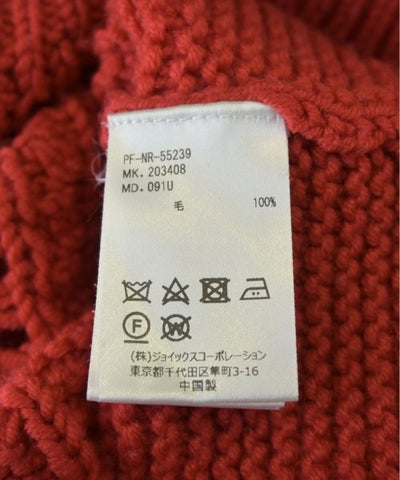 PF-NR-55239
MK. 203408
MD. 091U
毛 100%
F W
(株)ジョイックスコーポレーション
東京都千代田区隼町3-16
中国製